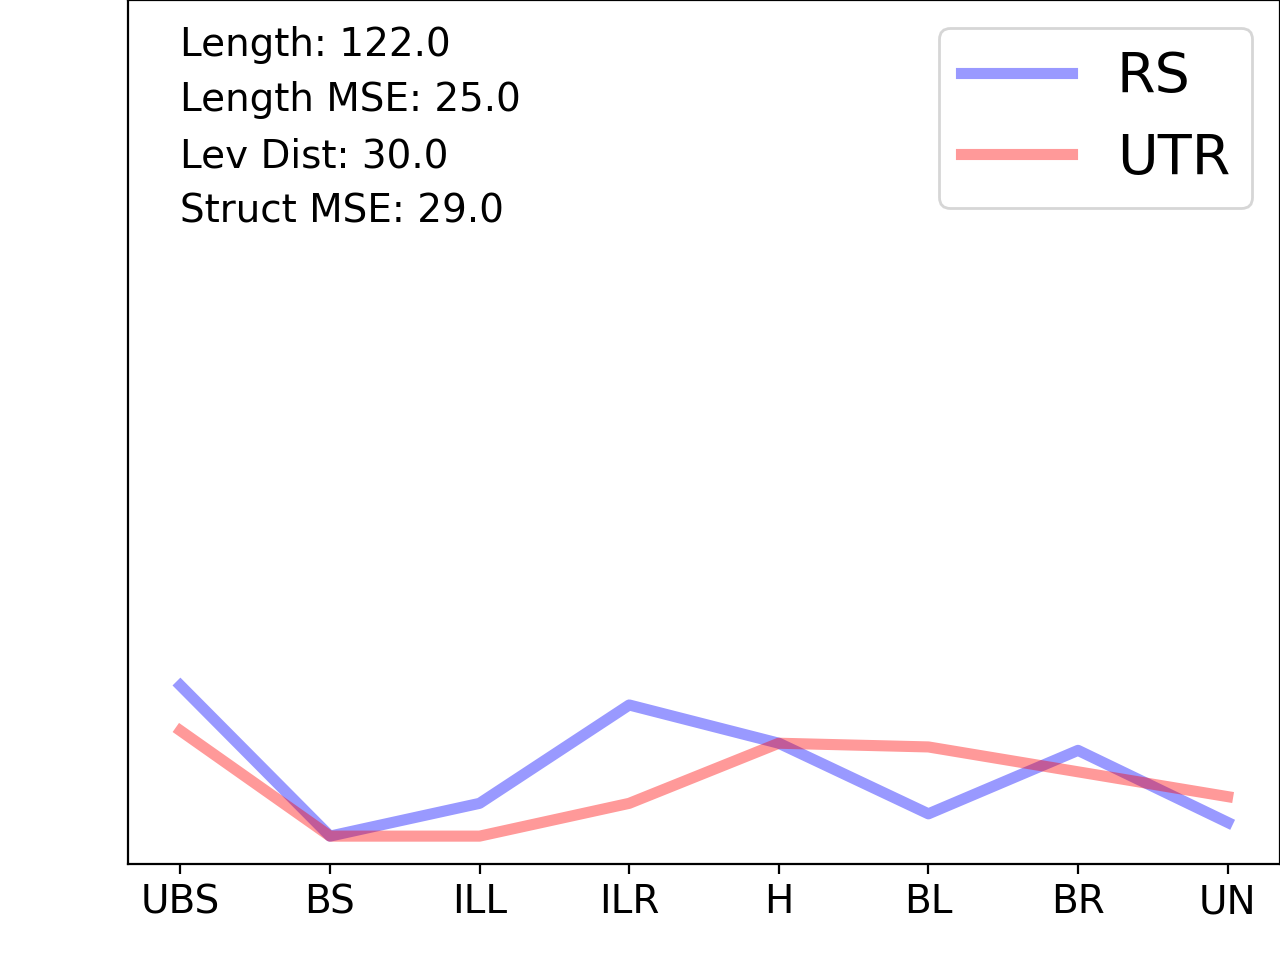 Length: 122.0
Length MSE: 25.0
Lev Dist: 30.0
Struct MSE: 29.0
RS
UTR
UBS BS ILL ILR H BL BR UN